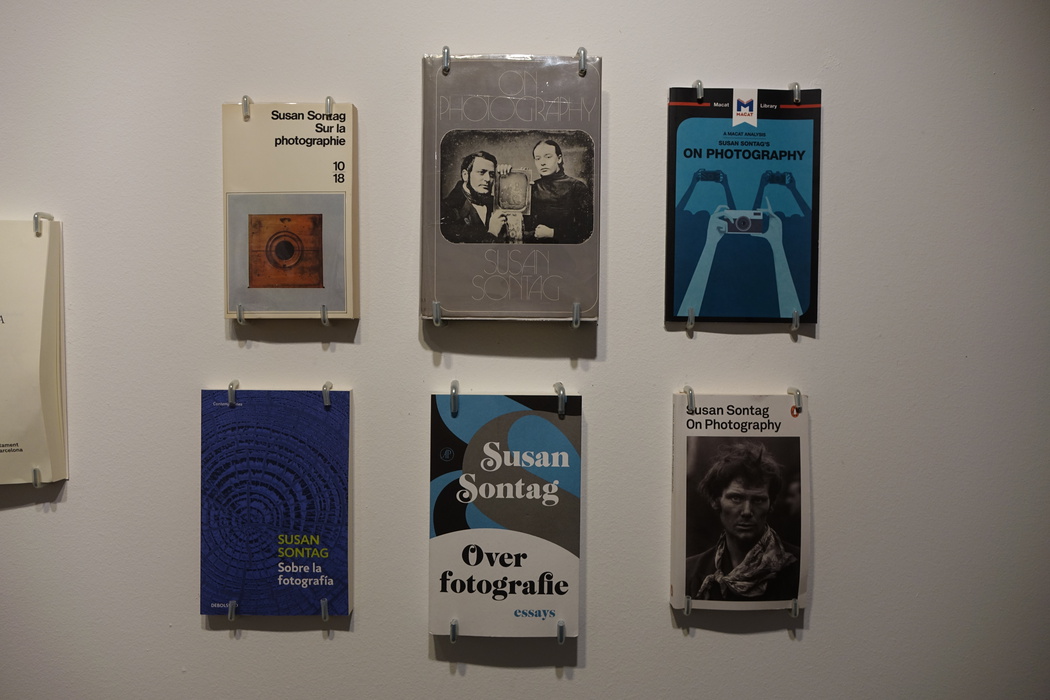 Susan Sontag
Sur la
photographie
10
18
ON
PHOTOGRAPHY
SUSAN
SONTAG
Macat
MACAT
Library
A MACAT ANALYSIS
SUSAN SONTAG'S
ON PHOTOGRAPHY
SUSAN
SONTAG
Sobre la
fotografía
Susan
Sontag
Over
fotografie
essays
Susan Sontag
On Photography